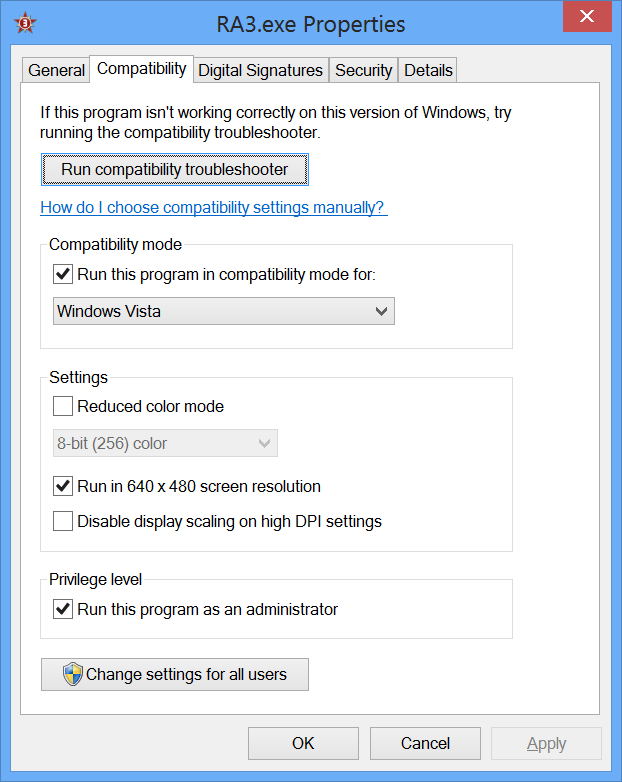 RA3.exe Properties
General Compatibility Digital Signatures Security Details
If this program isn't working correctly on this version of Windows, try
running the compatibility troubleshooter.
Run compatibility troubleshooter
How do I choose compatibility settings manually?
Compatibility mode
Run this program in compatibility mode for:
Windows Vista
Settings
Reduced color mode
8-bit (256) color
Run in 640 x 480 screen resolution
Disable display scaling on high DPI settings
Privilege level
Run this program as an administrator
Change settings for all users
OK Cancel Apply